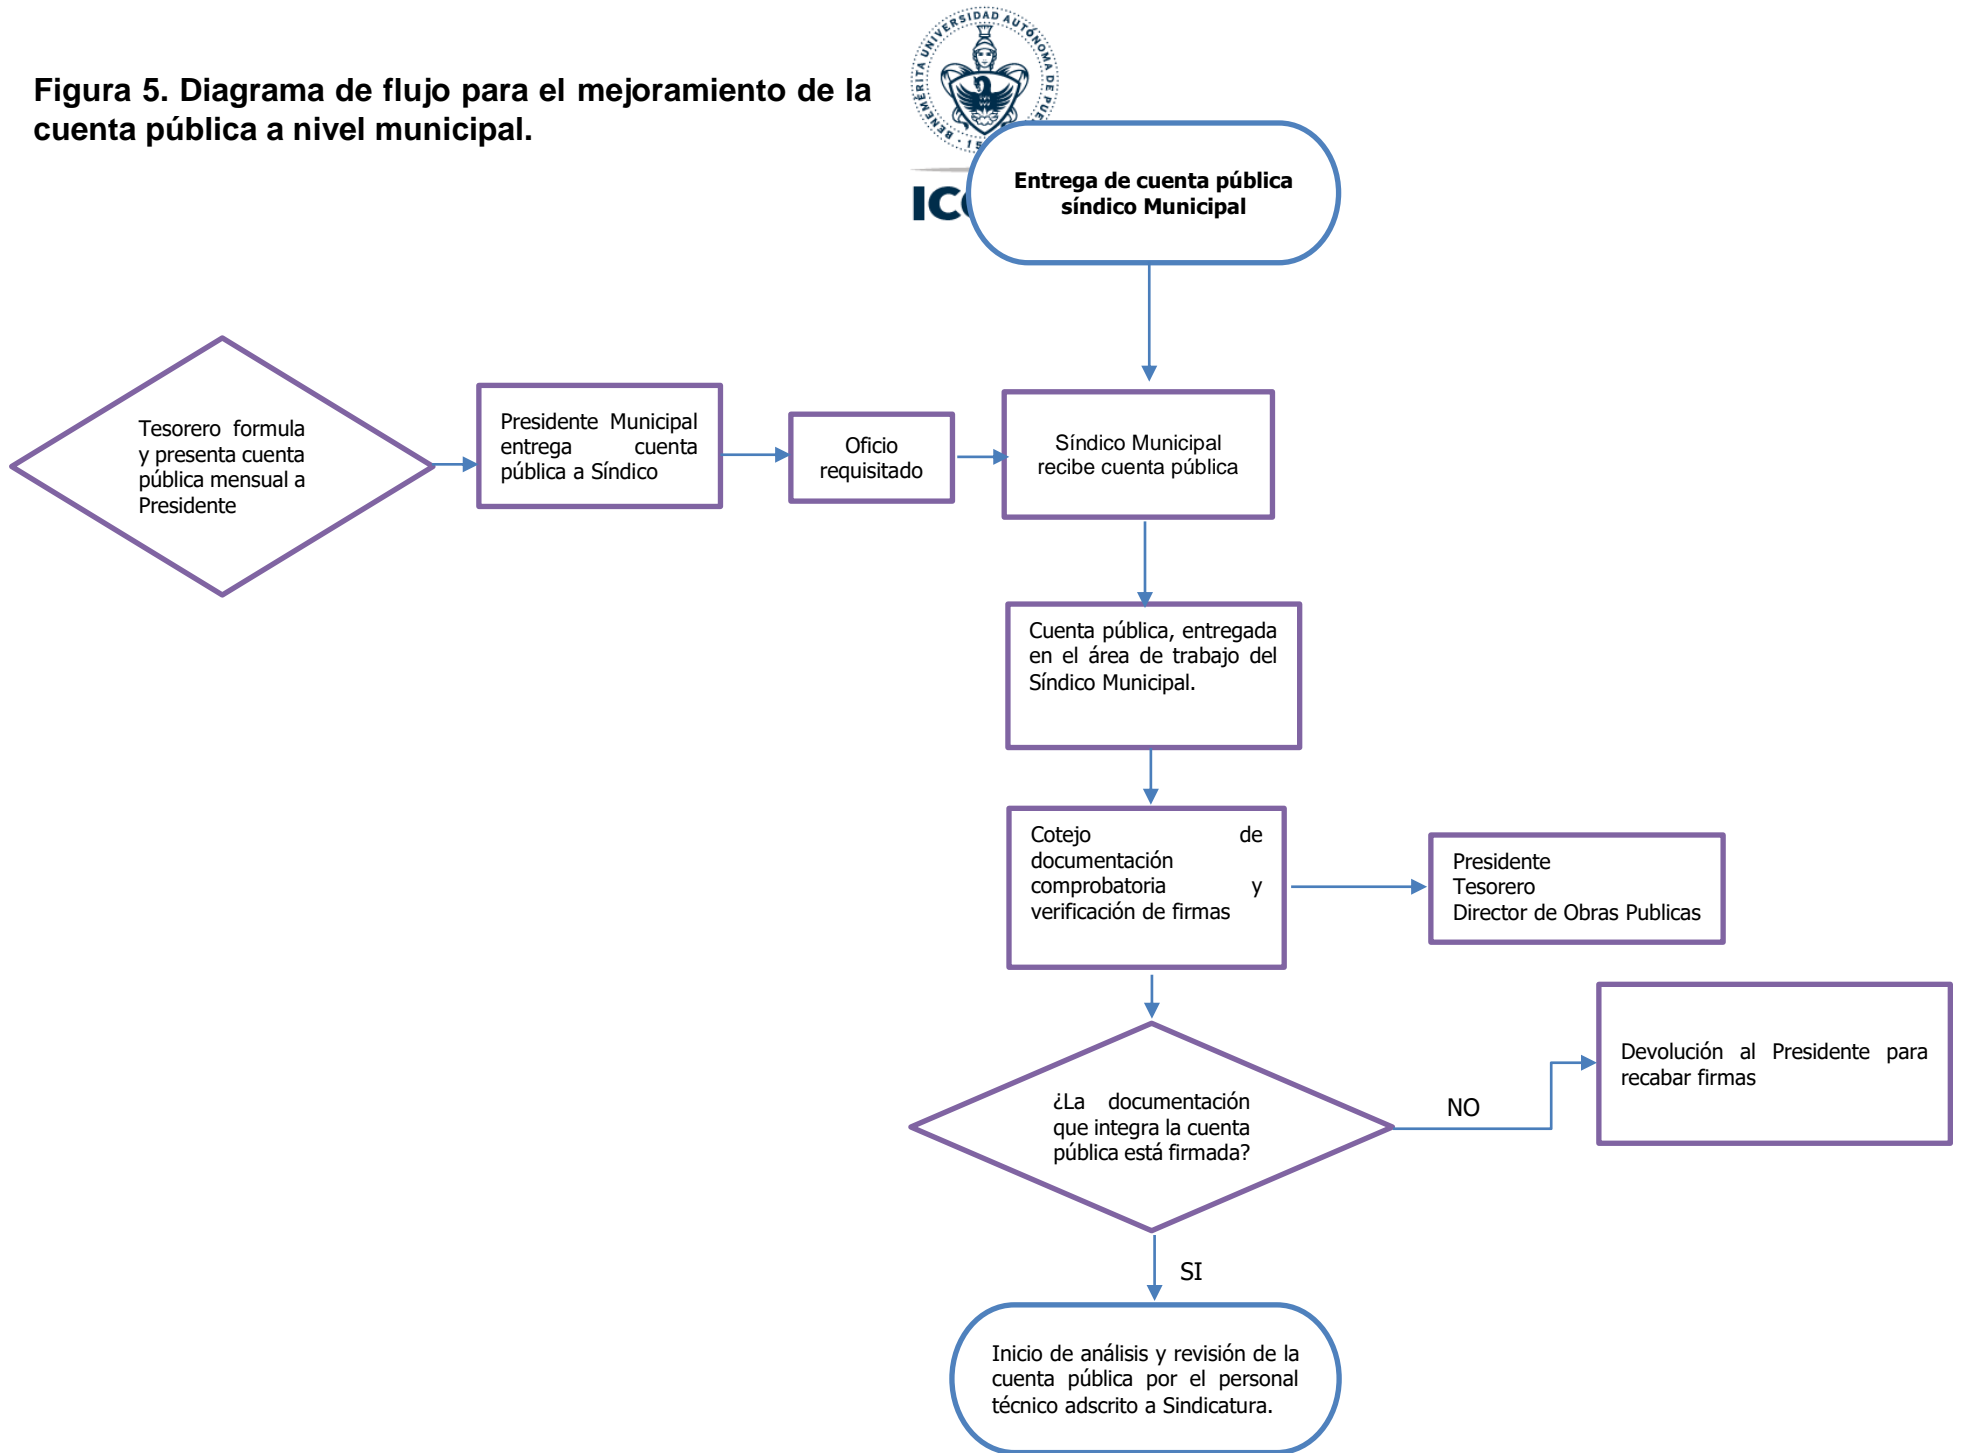 Figura 5. Diagrama de flujo para el mejoramiento de la
cuenta pública a nivel municipal.
BENEMÉRITA UNIVERSIDAD AUTÓNOMA DE
Entrega de cuenta pública
síndico Municipal
Tesorero formula
y presenta cuenta
pública mensual a
Presidente
Presidente Municipal
entrega cuenta
pública a Síndico
Oficio
requisitado
Síndico Municipal
recibe cuenta pública
Cuenta pública, entregada
en el área de trabajo del
Síndico Municipal.
Cotejo de
documentación
comprobatoria y
verificación de firmas
Presidente
Tesorero
Director de Obras Publicas
Devolución al Presidente para
recabar firmas
¿La documentación
que integra la cuenta
pública está firmada?
NO
SI
Inicio de análisis y revisión de la
cuenta pública por el personal
técnico adscrito a Sindicatura.